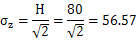 σz = H/√2 = 80/√2 = 56.57